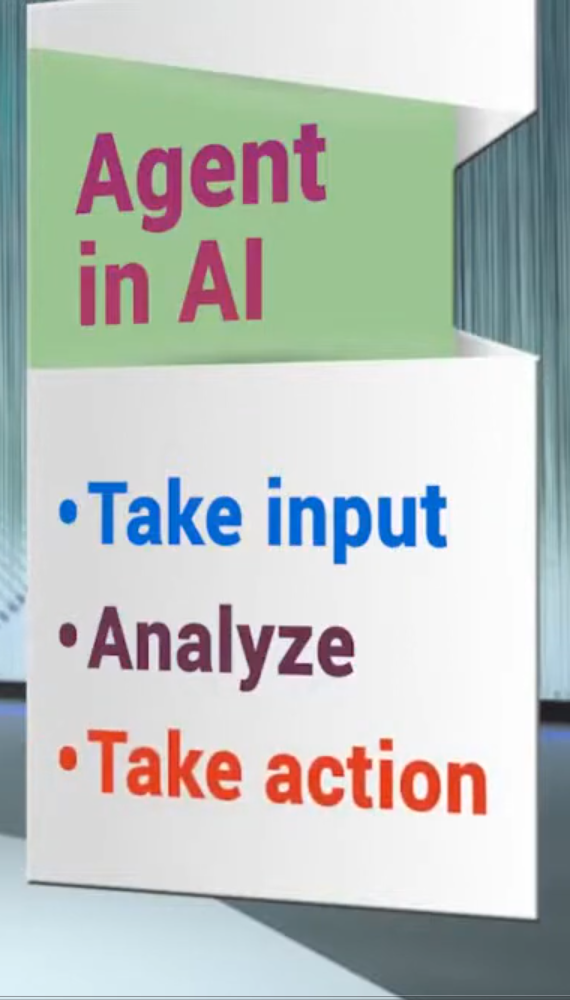 Agent
in AI
•Take input
•Analyze
•Take action